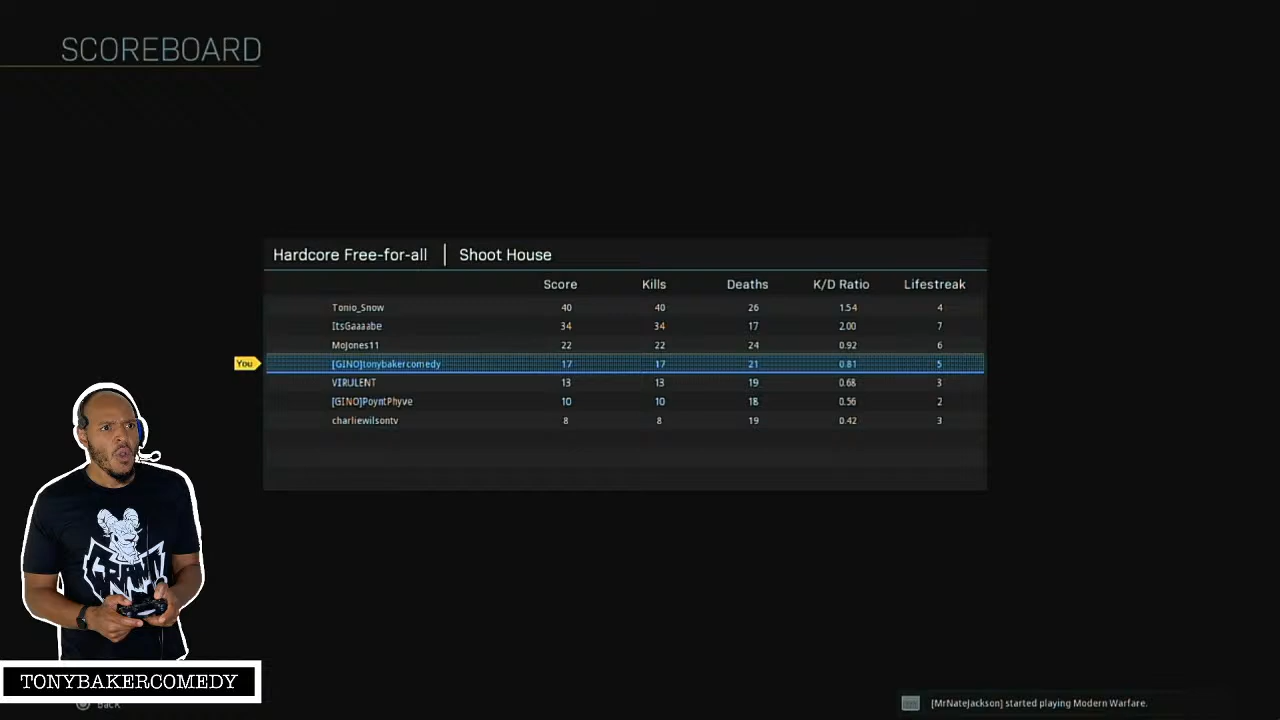 SCOREBOARD
Hardcore Free-for-all | Shoot House
Score Kills Deaths K/D Ratio Lifestreak
Tonio_Snow 40 40 26 1.54 4
ItsGaaaabe 34 34 17 2.00 7
MoJones11 22 22 24 0.92 6
You [GINO]tonybakercomedy 17 17 21 0.81 5
VIRULENT 13 13 19 0.68 3
[GINO]PoyntPhyve 10 10 18 0.56 2
charliewilsontv 8 8 19 0.42 3
GRAMS
TONYBAKERCOMEDY
Back
[MrNateJackson] started playing Modern Warfare.